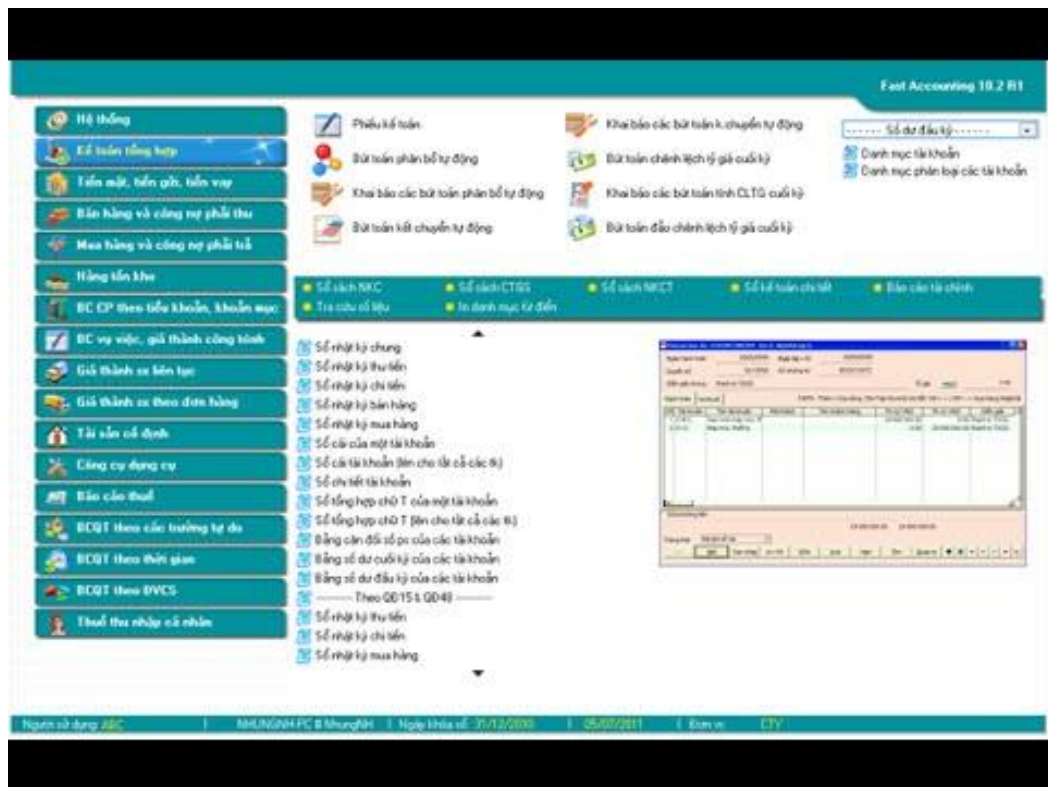 Fast Accounting 10.2 R1
Hệ thống
Kế toán tổng hợp
Tiền mặt, tiền gửi, tiền vay
Bán hàng và công nợ phải thu
Mua hàng và công nợ phải trả
Hàng tồn kho
BC CP theo tiểu khoản, khoản mục
BC vụ việc, giá thành công trình
Giá thành sx liên tục
Giá thành sx theo đơn hàng
Tài sản cố định
Công cụ dụng cụ
Báo cáo thuế
BCQT theo các trường tự do
BCQT theo thời gian
BCQT theo ĐVCS
Thuế thu nhập cá nhân
Phiếu kế toán
Bút toán phân bổ tự động
Khai báo các bút toán phân bổ tự động
Bút toán kết chuyển tự động
Khai báo các bút toán k.chuyển tự động
Bút toán chênh lệch tỷ giá cuối kỳ
Khai báo các bút toán tính CLTG cuối kỳ
Bút toán đảo chênh lệch tỷ giá cuối kỳ
------ Số dư đầu kỳ ------
Danh mục tài khoản
Danh mục phân loại các tài khoản
Sổ sách NKC
Sổ sách CTGS
Sổ sách NKCT
Sổ kế toán chi tiết
Báo cáo tài chính
Tra cứu số liệu
In danh mục từ điển
Sổ nhật ký chung
Sổ nhật ký thu tiền
Sổ nhật ký chi tiền
Sổ nhật ký bán hàng
Sổ nhật ký mua hàng
Sổ cái của một tài khoản
Sổ cái tài khoản (lên cho tất cả các tk)
Sổ chi tiết tài khoản
Sổ tổng hợp chữ T của một tài khoản
Sổ tổng hợp chữ T (lên cho tất cả các tk)
Bảng cân đối số ps của các tài khoản
Bảng số dư cuối kỳ của các tài khoản
Bảng số dư đầu kỳ của các tài khoản
-------- Theo QĐ15 & QĐ48 --------
Sổ nhật ký thu tiền
Sổ nhật ký chi tiền
Sổ nhật ký mua hàng
Người sử dụng: ABC
NHUNGNH-PC # NhungNH
Ngày khóa sổ: 31/12/2010
05/07/2011
Đơn vị: CTY